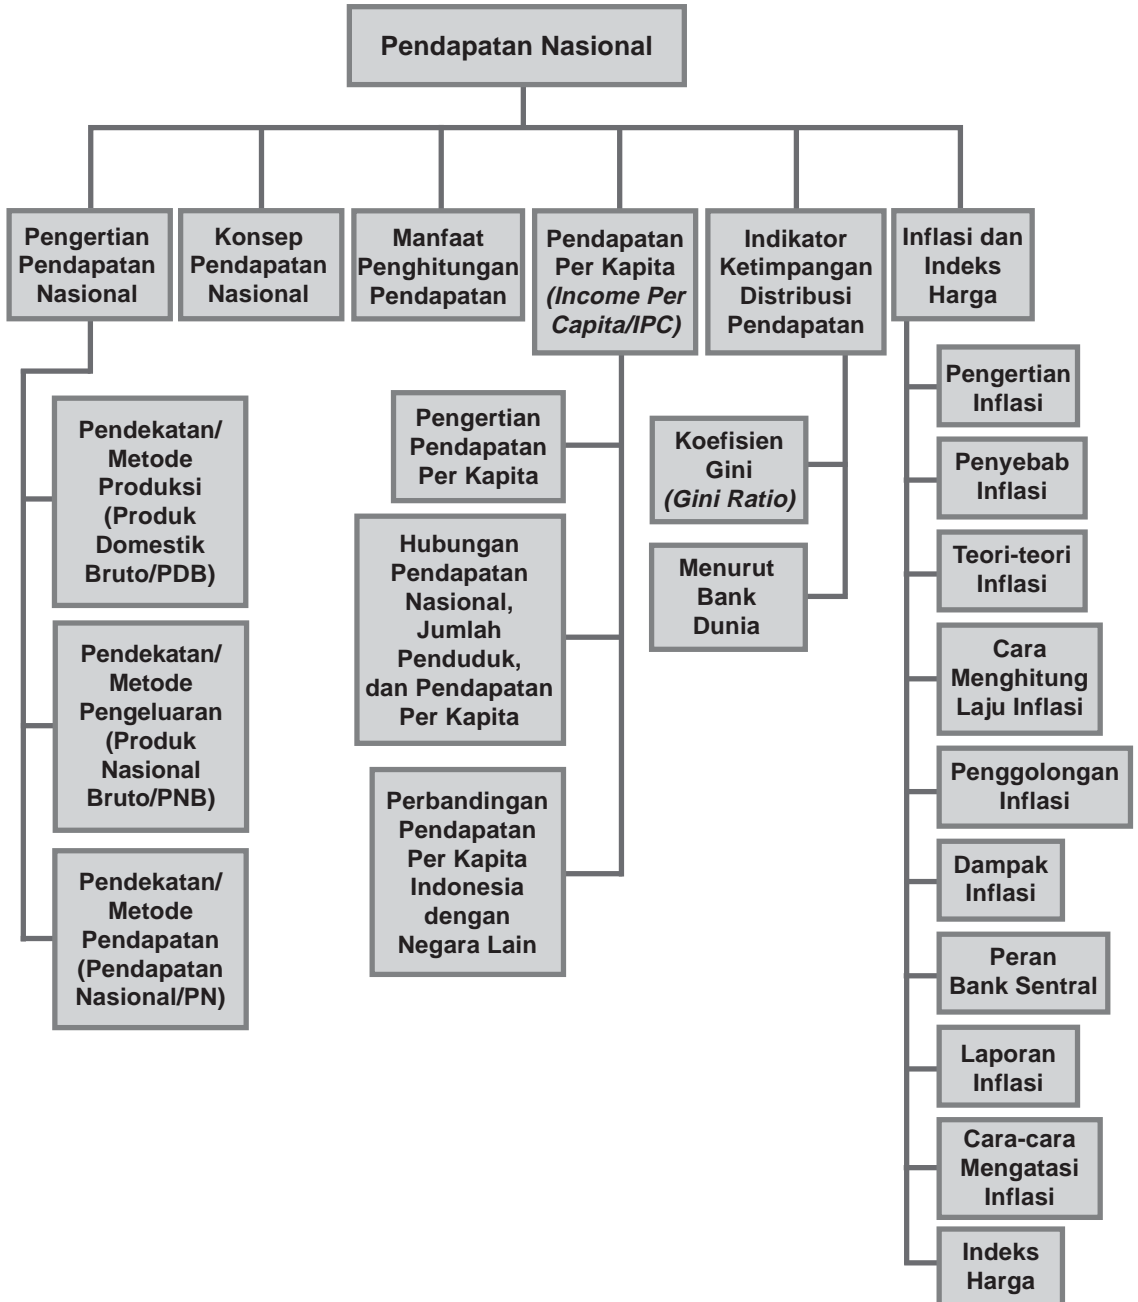 Pendapatan Nasional
Pengertian
Pendapatan
Nasional
Konsep
Pendapatan
Nasional
Manfaat
Penghitungan
Pendapatan
Pendapatan
Per Kapita
(Income Per
Capita/IPC)
Indikator
Ketimpangan
Distribusi
Pendapatan
Inflasi dan
Indeks
Harga
Pendekatan/
Metode
Produksi
(Produk
Domestik
Bruto/PDB)
Pendekatan/
Metode
Pengeluaran
(Produk
Nasional
Bruto/PNB)
Pendekatan/
Metode
Pendapatan
(Pendapatan
Nasional/PN)
Pengertian
Pendapatan
Per Kapita
Hubungan
Pendapatan
Nasional,
Jumlah
Penduduk,
dan Pendapatan
Per Kapita
Perbandingan
Pendapatan
Per Kapita
Indonesia
dengan
Negara Lain
Koefisien
Gini
(Gini Ratio)
Menurut
Bank
Dunia
Pengertian
Inflasi
Penyebab
Inflasi
Teori-teori
Inflasi
Cara
Menghitung
Laju Inflasi
Penggolongan
Inflasi
Dampak
Inflasi
Peran
Bank Sentral
Laporan
Inflasi
Cara-cara
Mengatasi
Inflasi
Indeks
Harga